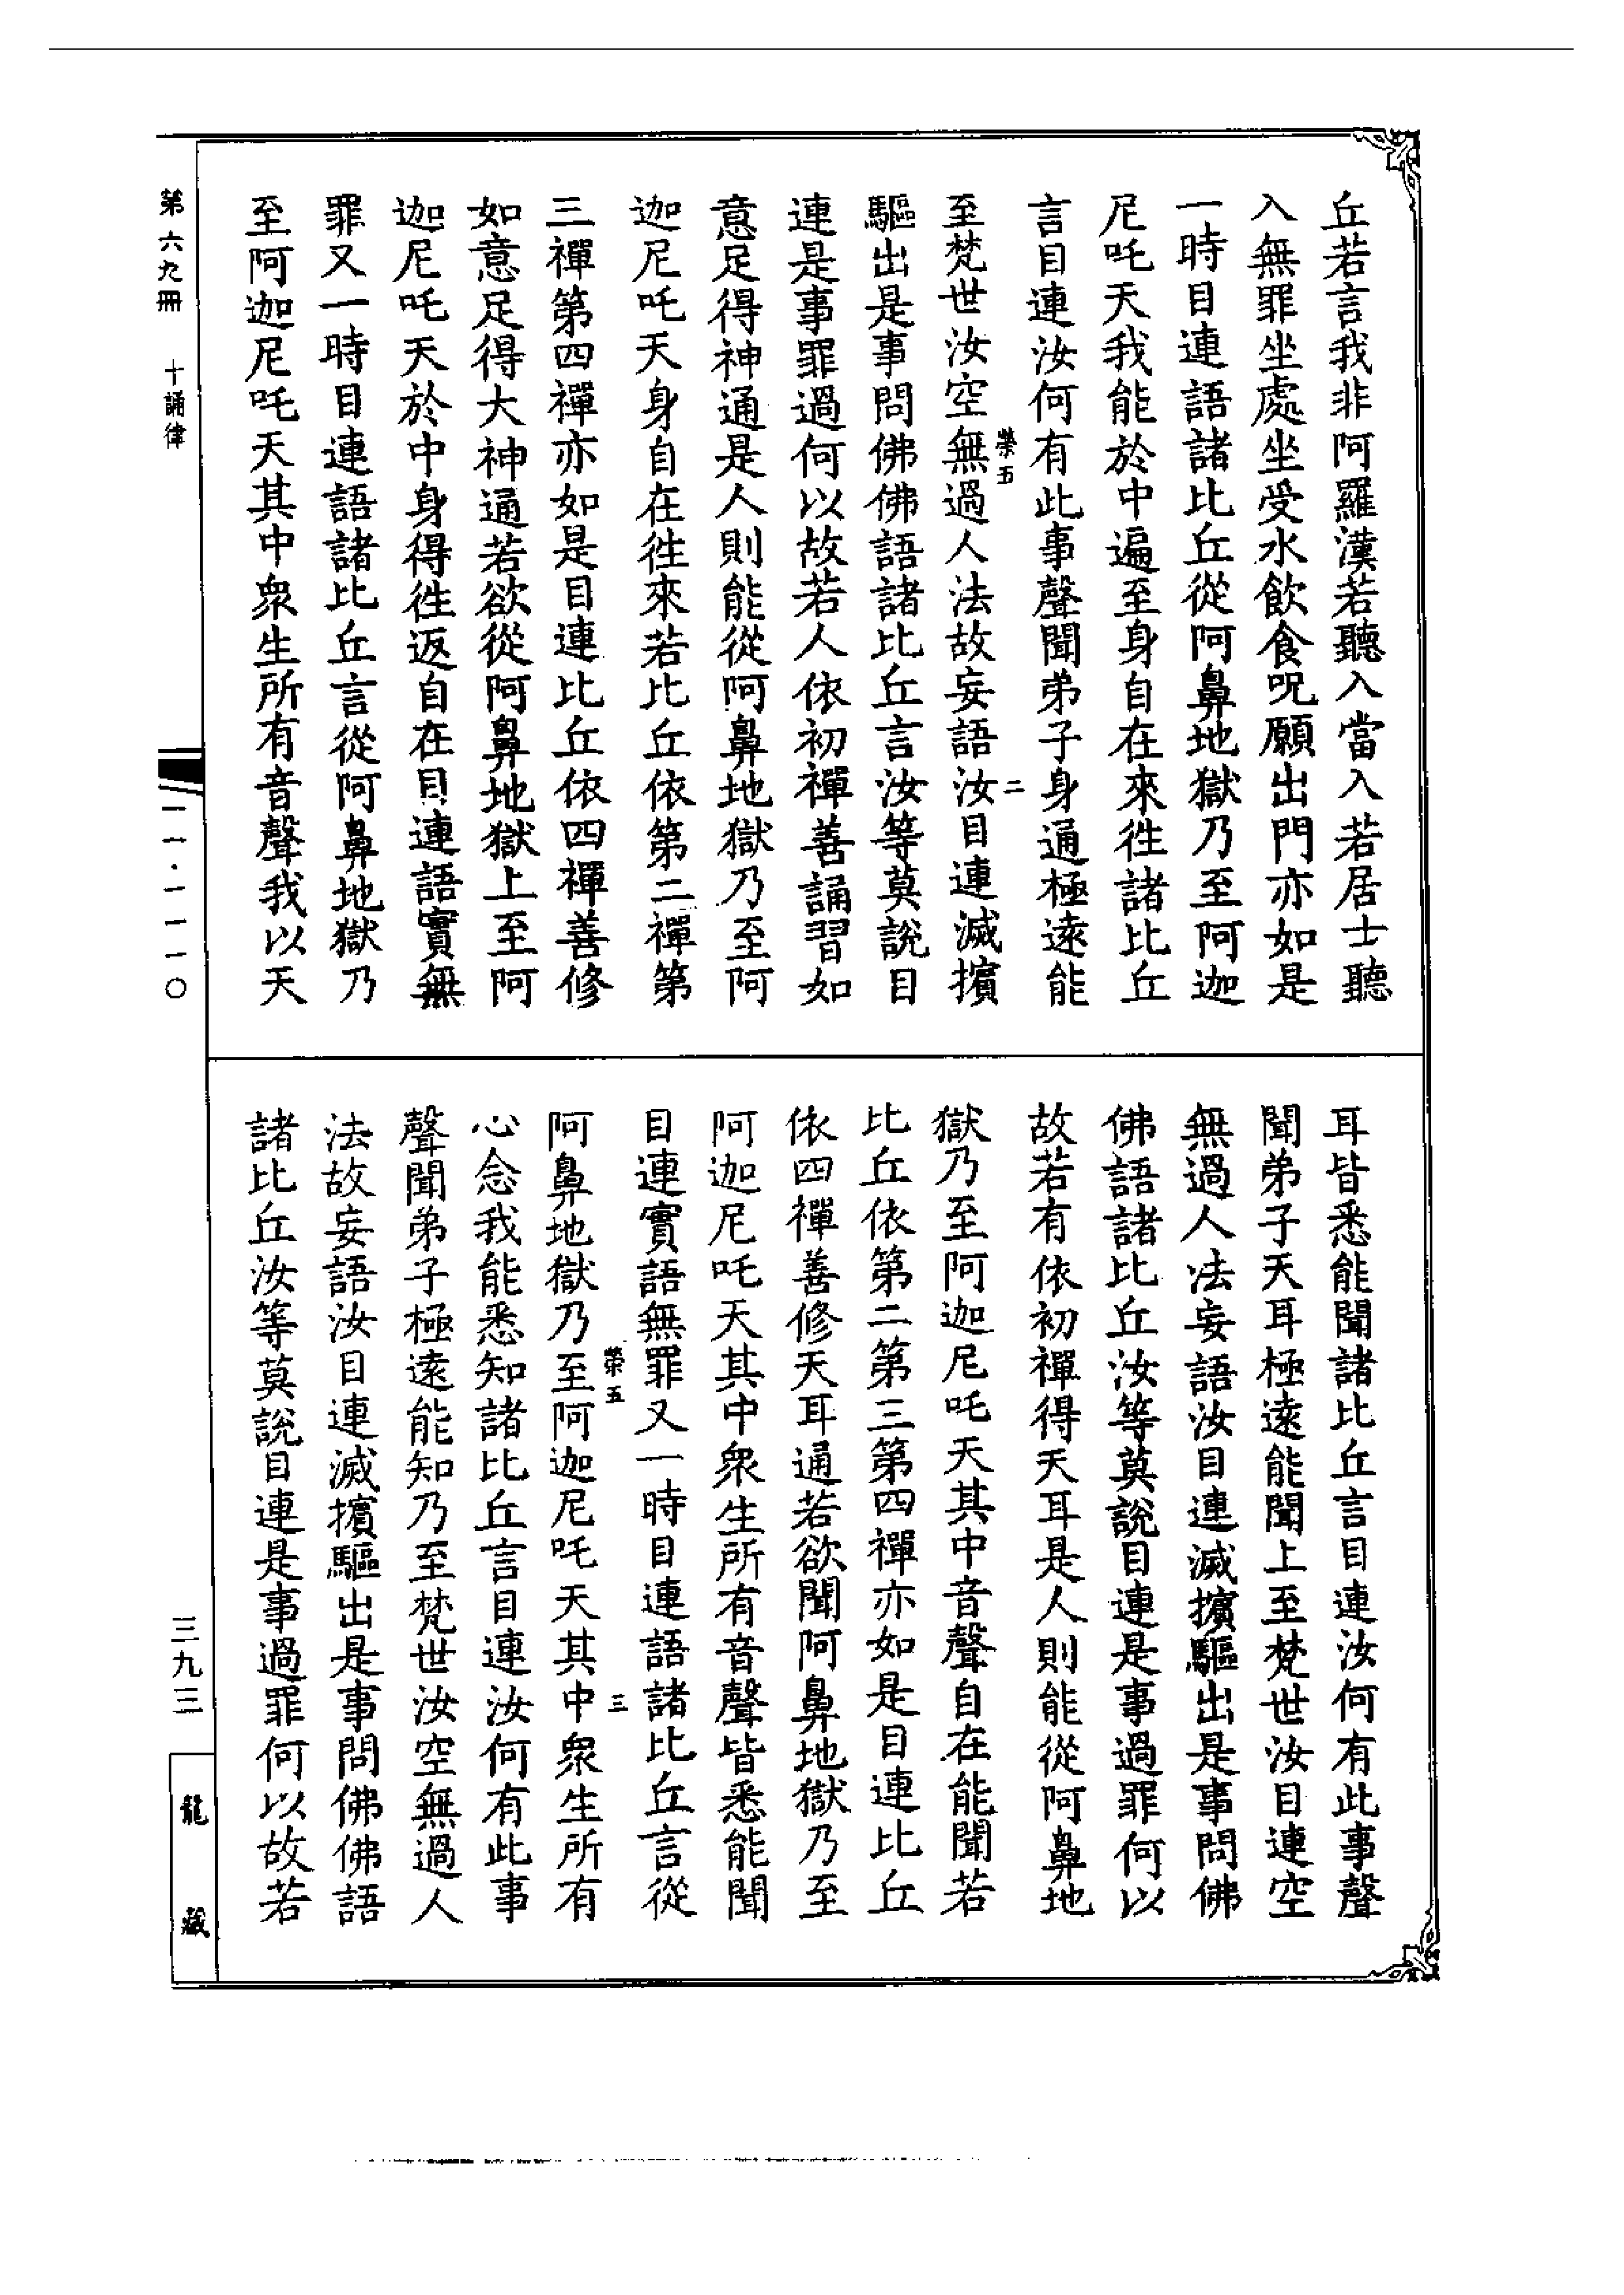 丘若言我非阿羅漢若聽入當入若居士聽
入無罪坐處坐受水飲食呪願出門亦如是
一時目連語諸比丘從阿鼻地獄乃至阿迦
尼吒天我能於中遍至身自在來徃諸比丘
言目連汝何有此事聲聞弟子身通極遠能
榮五 二
至梵世汝空無過人法故妄語汝目連滅擯
驅出是事問佛佛語諸比丘言汝等莫說目
連是事罪過何以故若人依初禪善誦習如
意足得神通是人則能從阿鼻地獄乃至阿
迦尼吒天身自在徃來若比丘依第二禪第
三禪第四禪亦如是目連比丘依四禪善修
如意足得大神通若欲從阿鼻地獄上至阿
迦尼吒天於中身得徃返自在目連語實無
罪又一時目連語諸比丘言從阿鼻地獄乃
至阿迦尼吒天其中衆生所有音聲我以天
耳皆悉能聞諸比丘言目連汝何有此事聲
聞弟子天耳極遠能聞上至梵世汝目連空
無過人法妄語汝目連滅擯驅出是事問佛
佛語諸比丘汝等莫說目連是事過罪何以
故若有依初禪得天耳是人則能從阿鼻地
獄乃至阿迦尼吒天其中音聲自在能聞若
比丘依第二第三第四禪亦如是目連比丘
依四禪善修天耳通若欲聞阿鼻地獄乃至
阿迦尼吒天其中衆生所有音聲皆悉能聞
目連實語無罪又一時目連語諸比丘言從
榮五 三
阿鼻地獄乃至阿迦尼吒天其中衆生所有
心念我能悉知諸比丘言目連汝何有此事
聲聞弟子極遠能知乃至梵世汝空無過人
法故妄語汝目連滅擯驅出是事問佛佛語
諸比丘汝等莫說目連是事過罪何以故若
第六九冊 十誦律 一一·一一一〇 三九三 龍藏